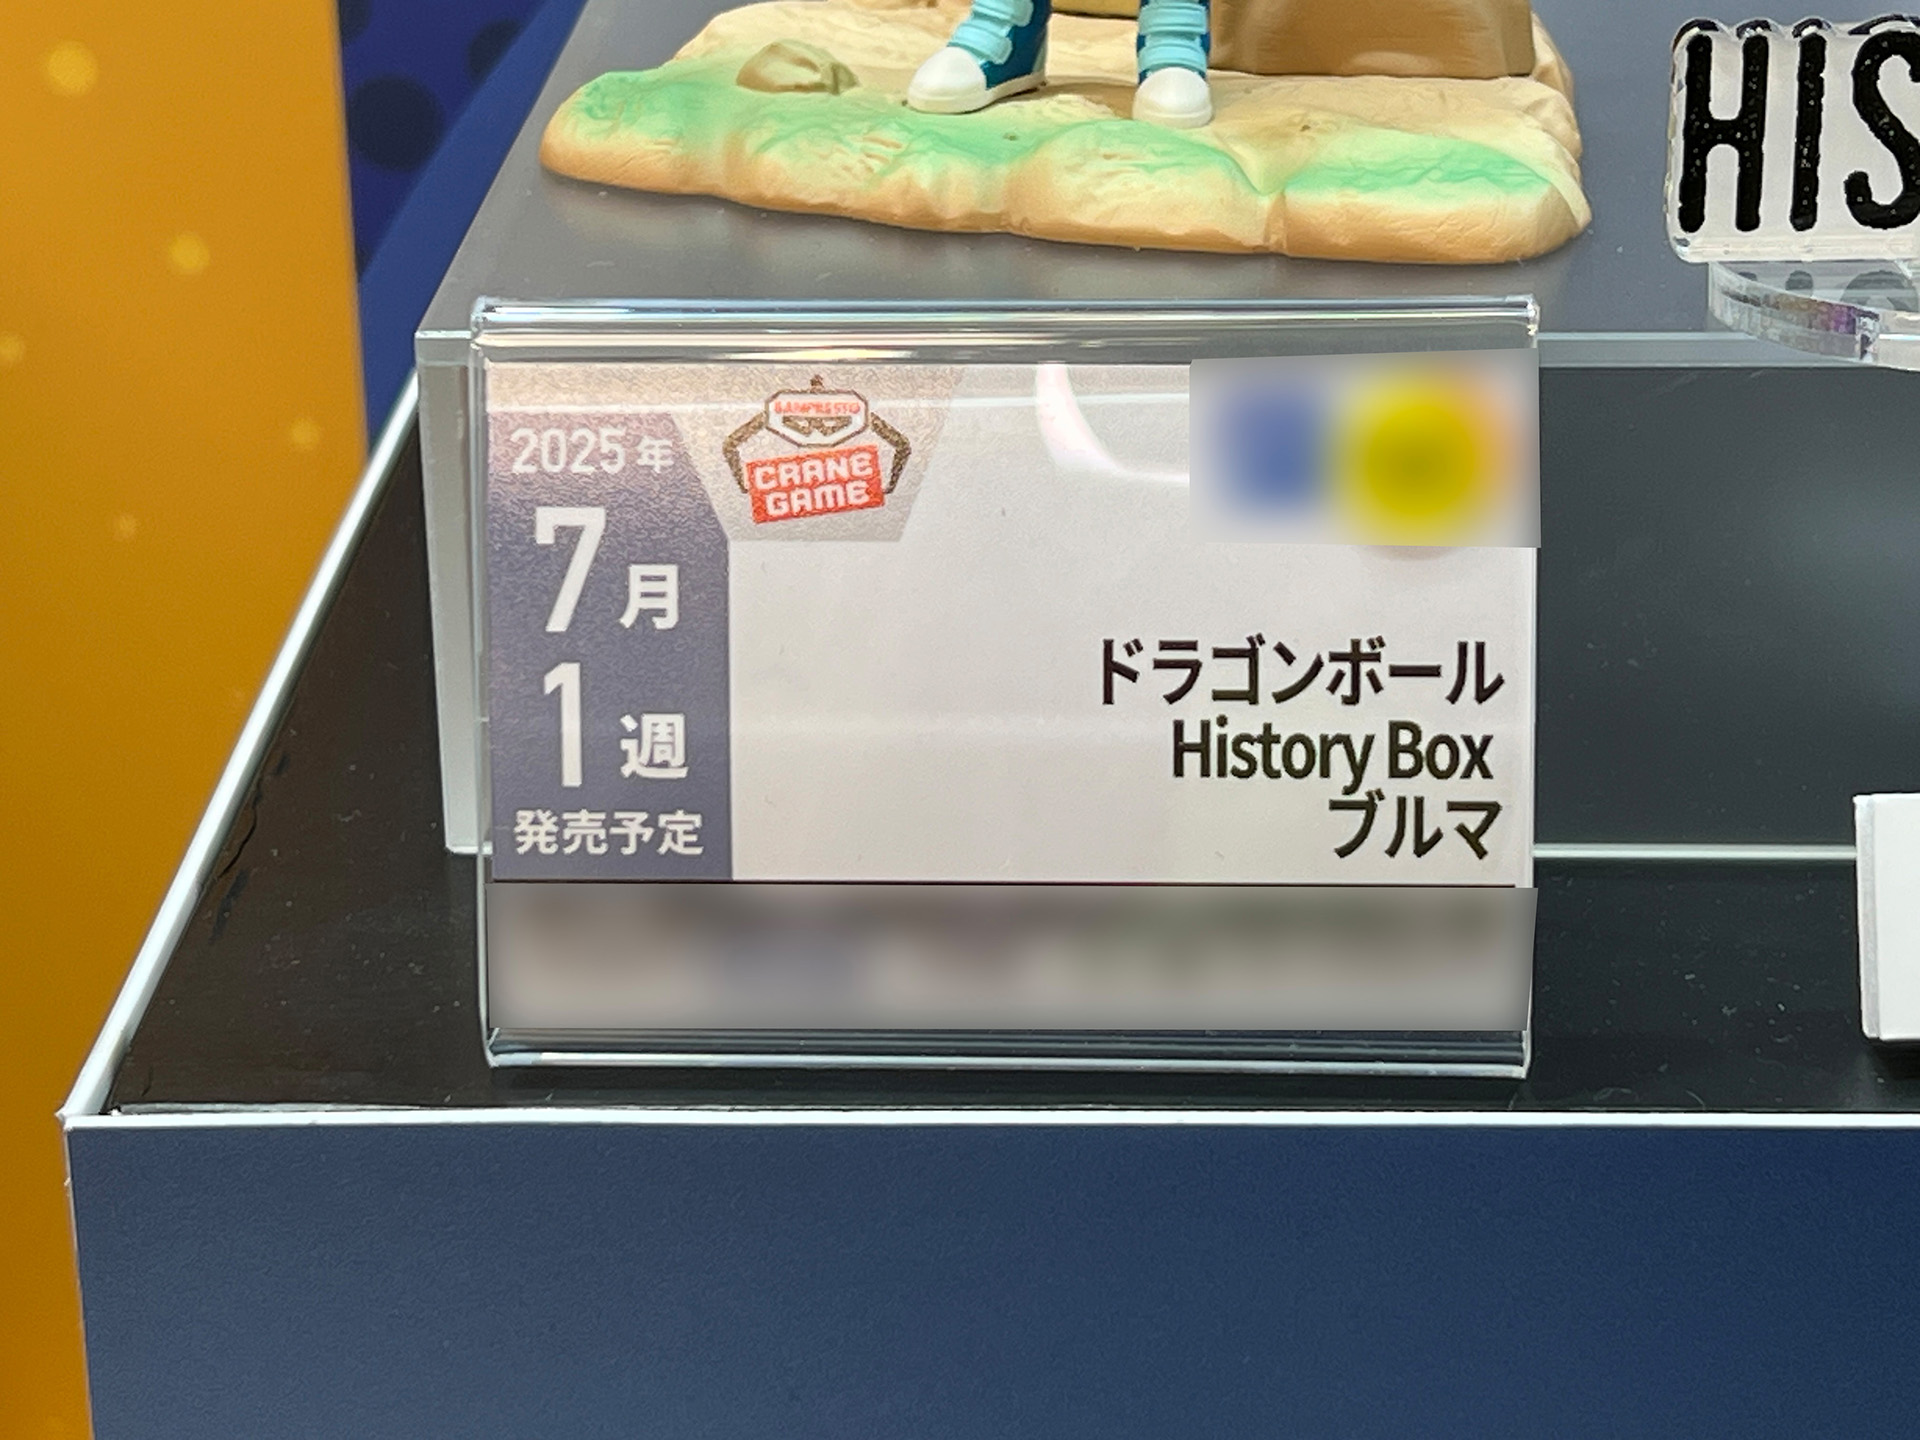 HIS
BANPRESTO
CRANE
GAME
2025年
7月
1週
発売予定
ドラゴンボール
History Box
ブルマ